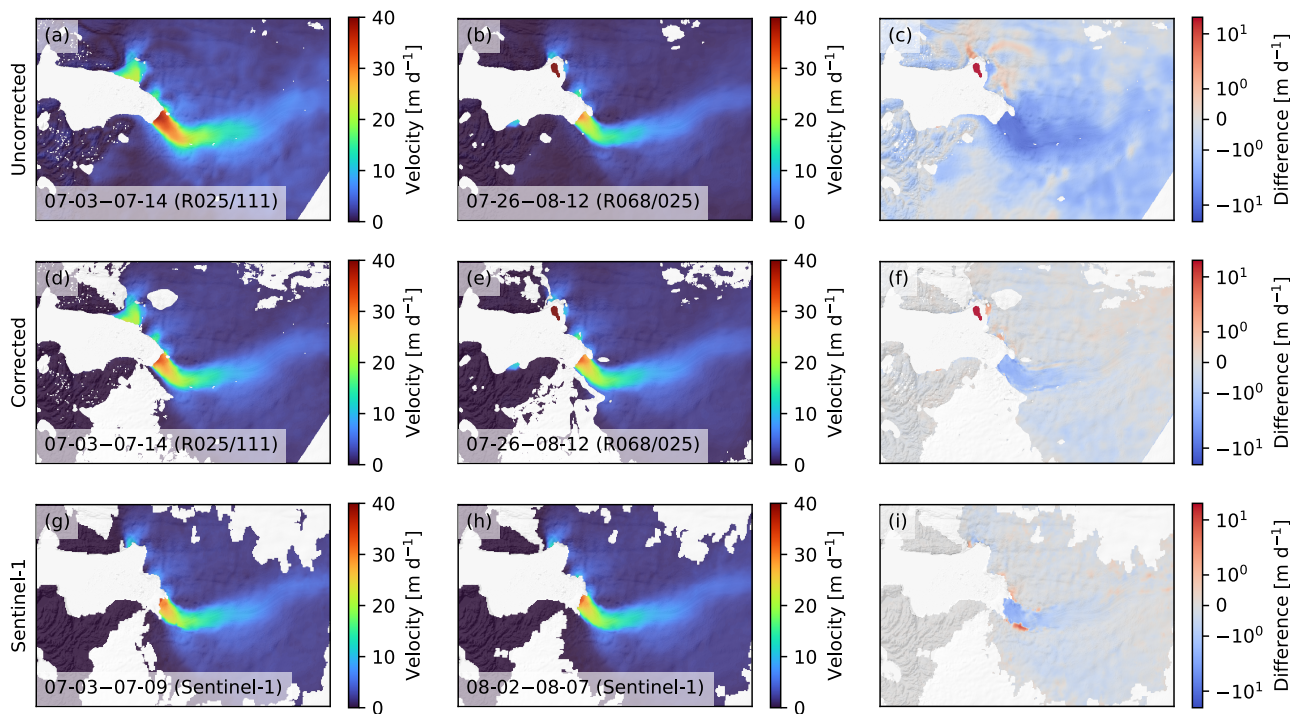 Uncorrected
(a)
07-03−07-14 (R025/111)
40
30
20
10
0
Velocity [m d⁻¹]
(b)
07-26−08-12 (R068/025)
40
30
20
10
0
Velocity [m d⁻¹]
(c)
10¹
10⁰
0
−10⁰
−10¹
Difference [m d⁻¹]
Corrected
(d)
07-03−07-14 (R025/111)
40
30
20
10
0
Velocity [m d⁻¹]
(e)
07-26−08-12 (R068/025)
40
30
20
10
0
Velocity [m d⁻¹]
(f)
10¹
10⁰
0
−10⁰
−10¹
Difference [m d⁻¹]
Sentinel-1
(g)
07-03−07-09 (Sentinel-1)
40
30
20
10
0
Velocity [m d⁻¹]
(h)
08-02−08-07 (Sentinel-1)
40
30
20
10
0
Velocity [m d⁻¹]
(i)
10¹
10⁰
0
−10⁰
−10¹
Difference [m d⁻¹]